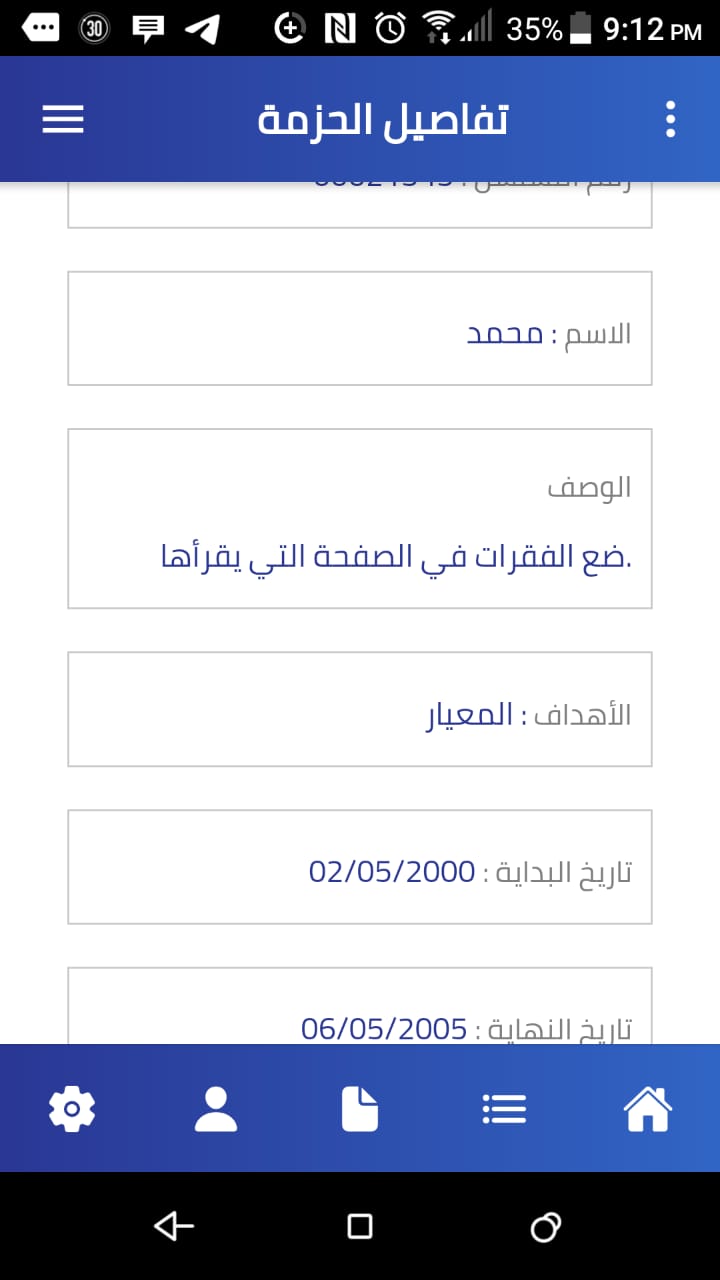 30
35%
9:12 PM
تفاصيل الحزمة
الاسم : محمد
الوصف
ضع الفقرات في الصفحة التي يقرأها.
الأهداف : المعيار
تاريخ البداية : 02/05/2000
تاريخ النهاية : 06/05/2005